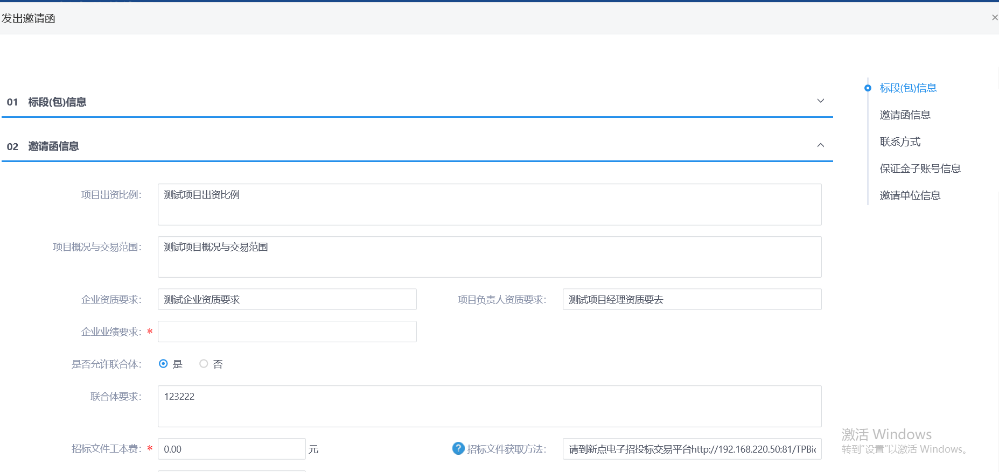 发出邀请函
×
01 标段(包)信息
02 邀请函信息
项目出资比例：
测试项目出资比例
项目概况与交易范围：
测试项目概况与交易范围
企业资质要求：
测试企业资质要求
项目负责人资质要求：
测试项目经理资质要去
企业业绩要求： *
是否允许联合体：
是 否
联合体要求：
123222
招标文件工本费： *
0.00 元
? 招标文件获取方法：
请到新点电子招投标交易平台http://192.168.220.50:81/TPBid
标段(包)信息
邀请函信息
联系方式
保证金子账号信息
邀请单位信息
激活 Windows
转到“设置”以激活 Windows。